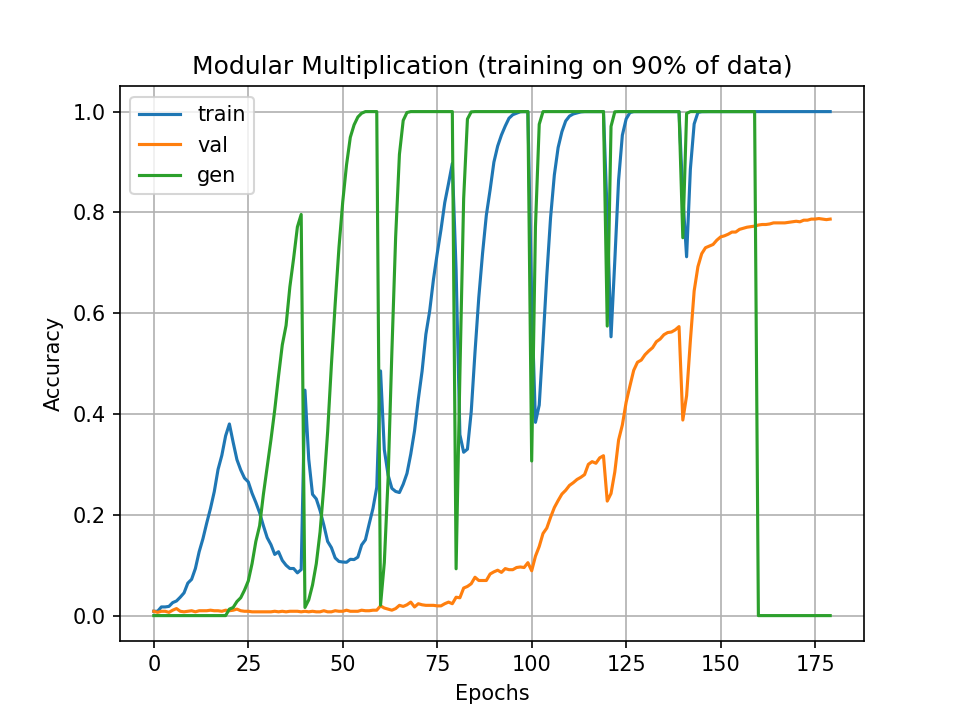 Modular Multiplication (training on 90% of data)
train
val
gen
1.0
0.8
0.6
0.4
0.2
0.0
Accuracy
0 25 50 75 100 125 150 175
Epochs